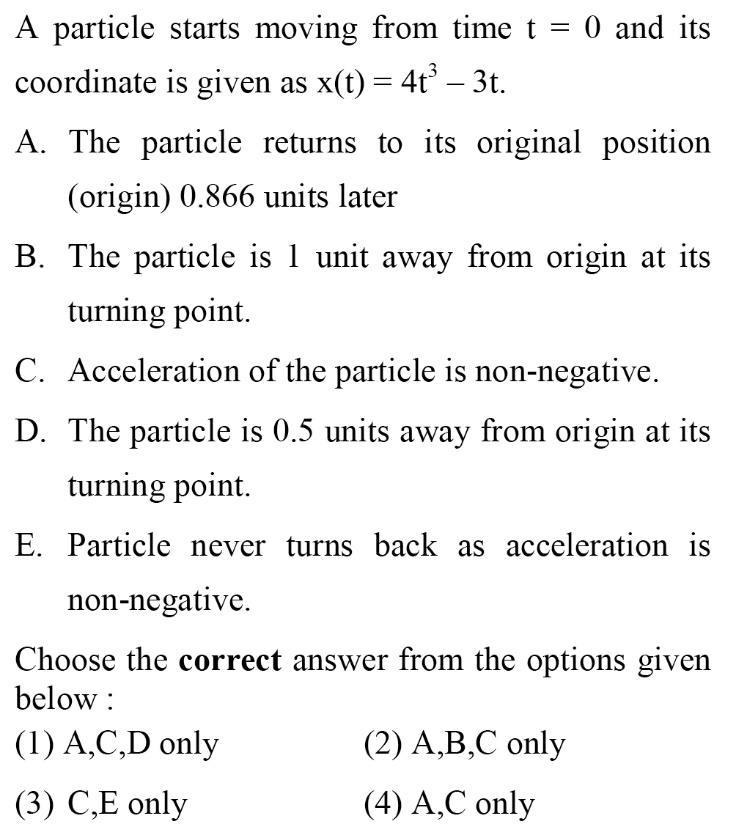 A particle starts moving from time t = 0 and its
coordinate is given as x(t) = 4t³ – 3t.
A. The particle returns to its original position
(origin) 0.866 units later
B. The particle is 1 unit away from origin at its
turning point.
C. Acceleration of the particle is non-negative.
D. The particle is 0.5 units away from origin at its
turning point.
E. Particle never turns back as acceleration is
non-negative.
Choose the correct answer from the options given
below :
(1) A,C,D only (2) A,B,C only
(3) C,E only (4) A,C only